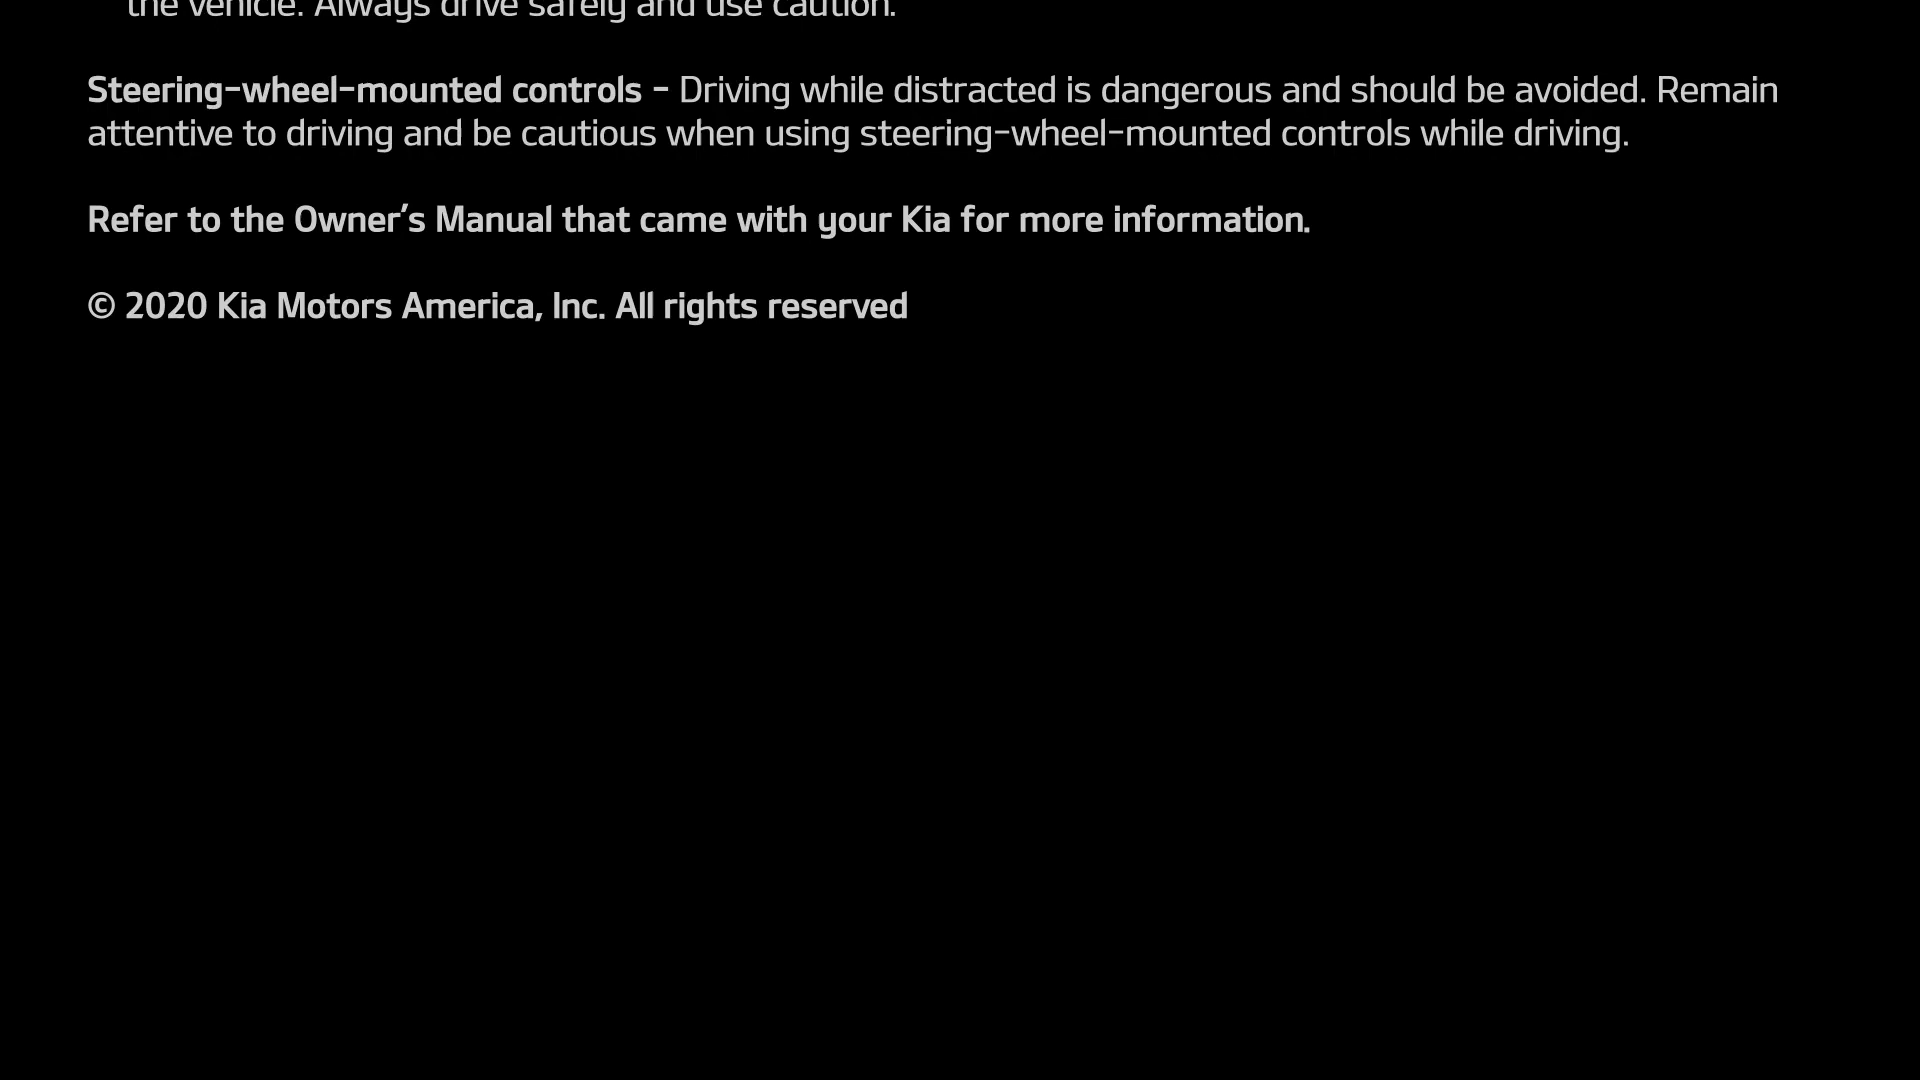 the vehicle. Always drive safely and use caution.
Steering-wheel-mounted controls - Driving while distracted is dangerous and should be avoided. Remain
attentive to driving and be cautious when using steering-wheel-mounted controls while driving.
Refer to the Owner’s Manual that came with your Kia for more information.
© 2020 Kia Motors America, Inc. All rights reserved